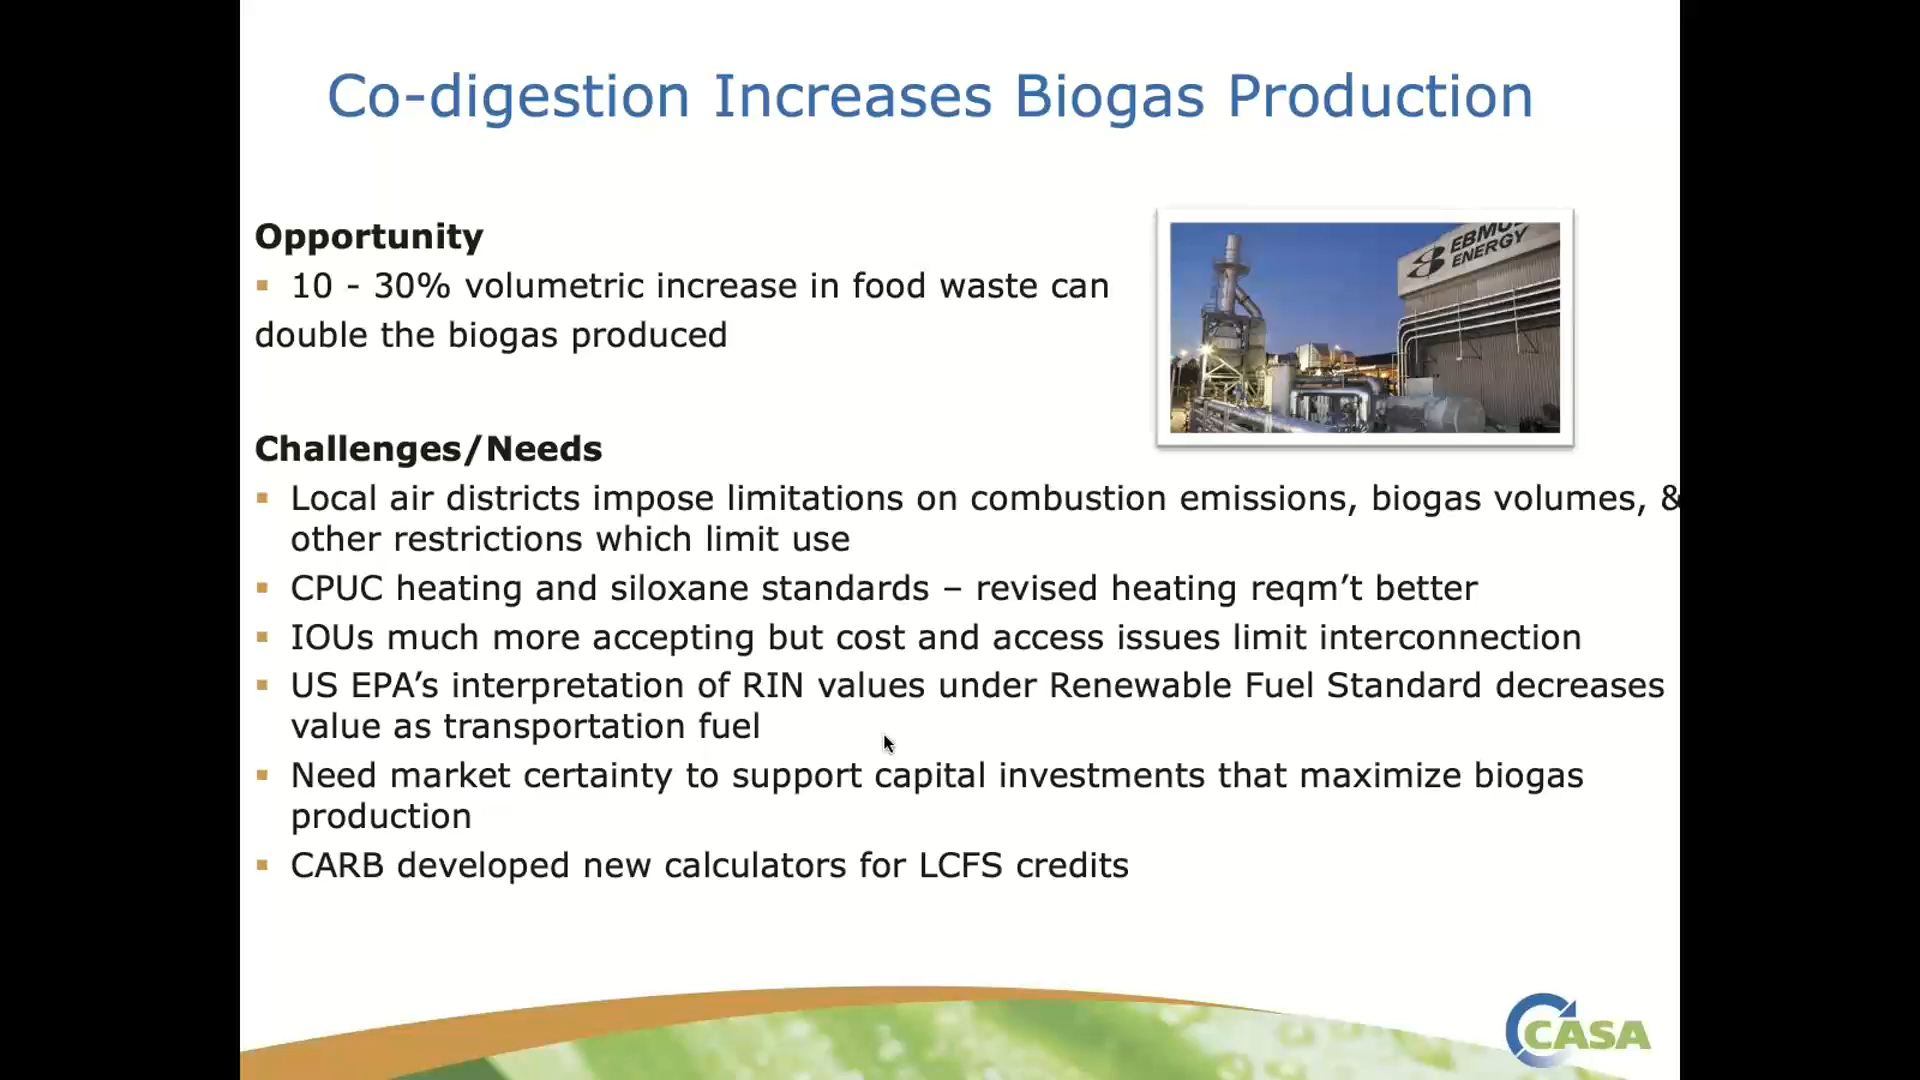 Co-digestion Increases Biogas Production
Opportunity
▪ 10 - 30% volumetric increase in food waste can
double the biogas produced
EBMUD
ENERGY
Challenges/Needs
▪ Local air districts impose limitations on combustion emissions, biogas volumes, &
other restrictions which limit use
▪ CPUC heating and siloxane standards – revised heating reqm’t better
▪ IOUs much more accepting but cost and access issues limit interconnection
▪ US EPA’s interpretation of RIN values under Renewable Fuel Standard decreases
value as transportation fuel
▪ Need market certainty to support capital investments that maximize biogas
production
▪ CARB developed new calculators for LCFS credits
CASA